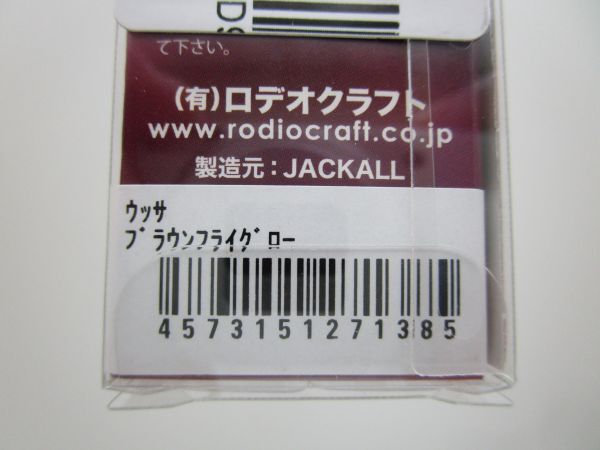 DS
て下さい。
(有)ロデオクラフト
www.rodiocraft.co.jp
製造元：JACKALL
ｳｯｻ
ﾌﾞﾗｳﾝﾌﾗｲｸﾞﾛｰ
4573151271385